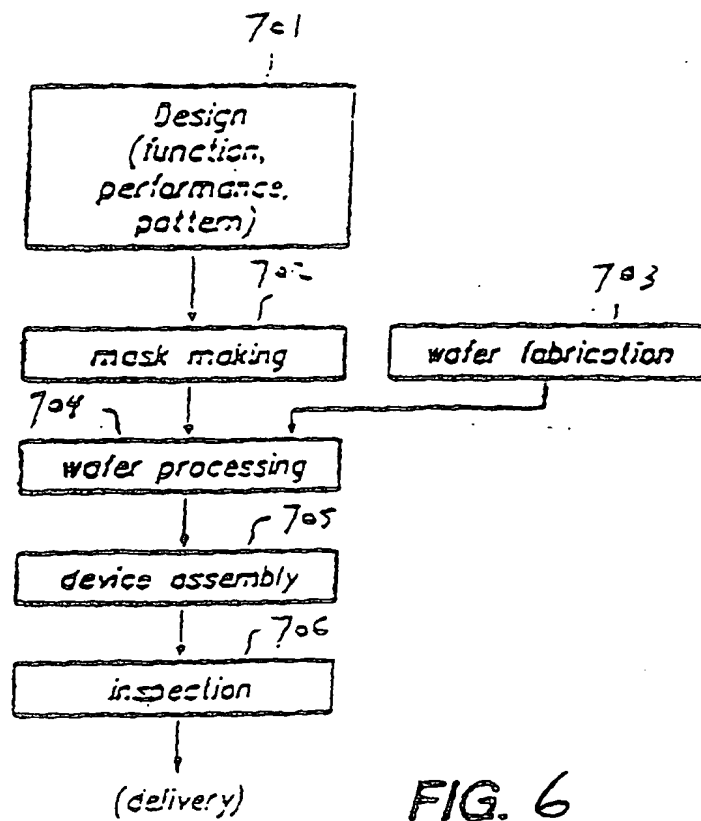 701
Design
(function,
performance,
pattern)
702
703
mask making
wafer fabrication
704
wafer processing
705
device assembly
706
inspection
(delivery)
FIG. 6